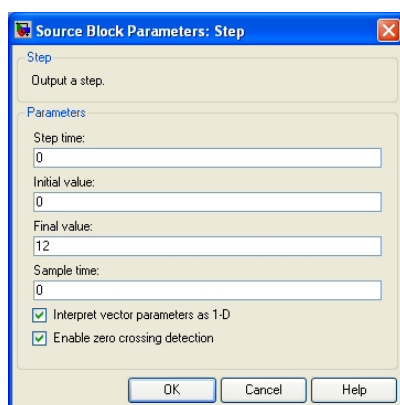 Source Block Parameters: Step
Step
Output a step.
Parameters
Step time:
0
Initial value:
0
Final value:
12
Sample time:
0
Interpret vector parameters as 1-D
Enable zero crossing detection
OK Cancel Help